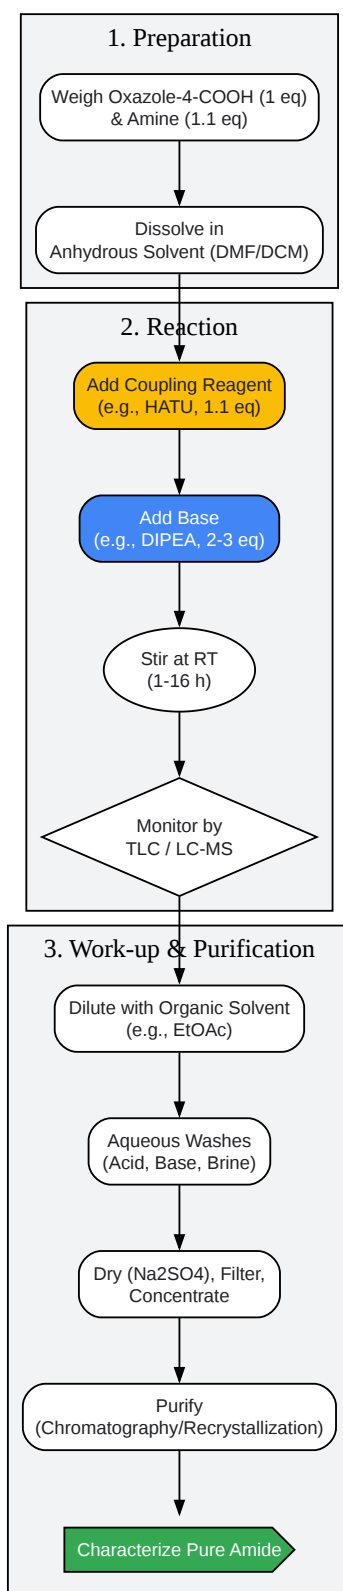 1. Preparation
Weigh Oxazole-4-COOH (1 eq)
& Amine (1.1 eq)
Dissolve in
Anhydrous Solvent (DMF/DCM)
2. Reaction
Add Coupling Reagent
(e.g., HATU, 1.1 eq)
Add Base
(e.g., DIPEA, 2-3 eq)
Stir at RT
(1-16 h)
Monitor by
TLC / LC-MS
3. Work-up & Purification
Dilute with Organic Solvent
(e.g., EtOAc)
Aqueous Washes
(Acid, Base, Brine)
Dry (Na2SO4), Filter,
Concentrate
Purify
(Chromatography/Recrystallization)
Characterize Pure Amide